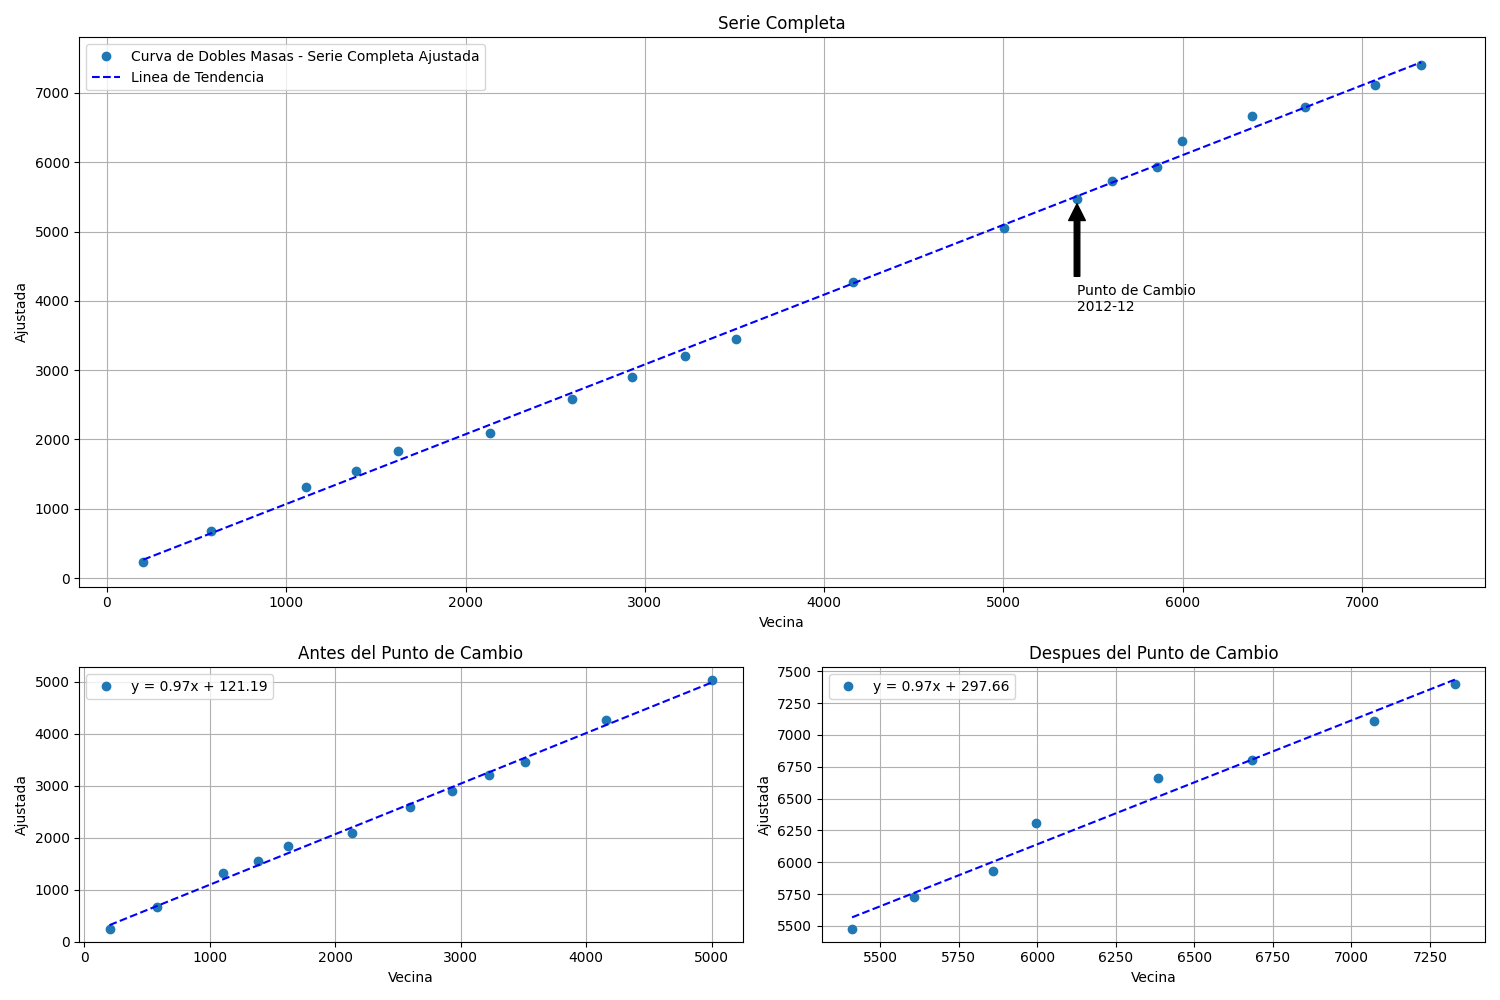 Serie Completa
Curva de Dobles Masas - Serie Completa Ajustada
Linea de Tendencia
7000
6000
5000
4000
3000
2000
1000
0
Ajustada
Punto de Cambio
2012-12
0 1000 2000 3000 4000 5000 6000 7000
Vecina
Antes del Punto de Cambio
y = 0.97x + 121.19
5000
4000
3000
2000
1000
0
Ajustada
0 1000 2000 3000 4000 5000
Vecina
Despues del Punto de Cambio
y = 0.97x + 297.66
7500
7250
7000
6750
6500
6250
6000
5750
5500
Ajustada
5500 5750 6000 6250 6500 6750 7000 7250
Vecina